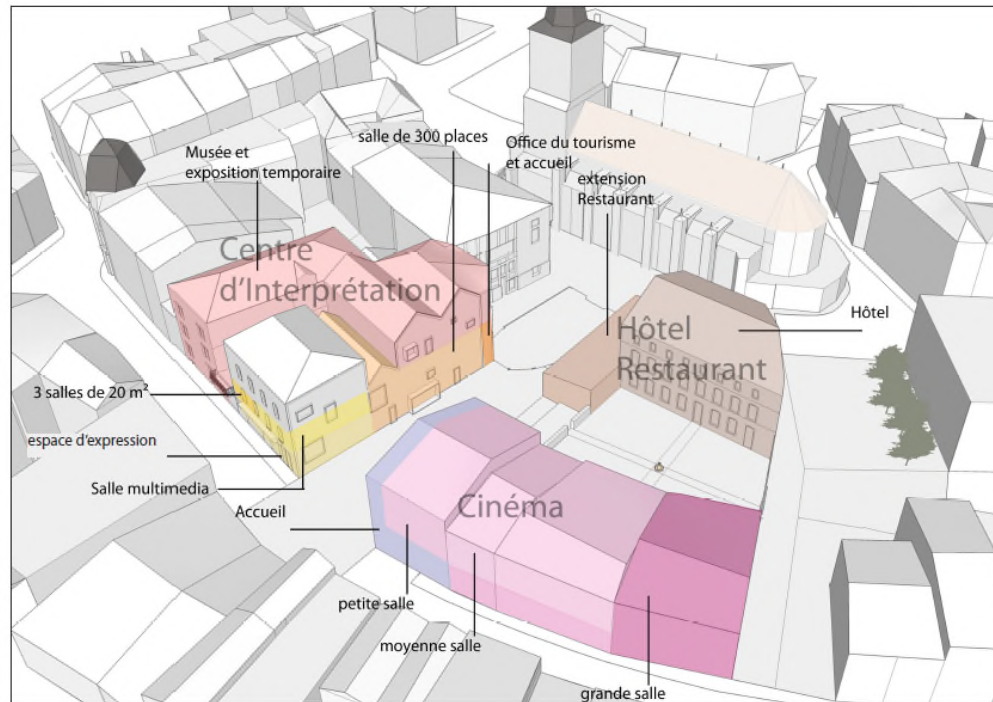 salle de 300 places
Office du tourisme
et accueil
Musée et
exposition temporaire
extension
Restaurant
Centre
d'Interprétation
Hôtel
Hôtel
Restaurant
3 salles de 20 m²
espace d'expression
Salle multimedia
Accueil
Cinéma
petite salle
moyenne salle
grande salle